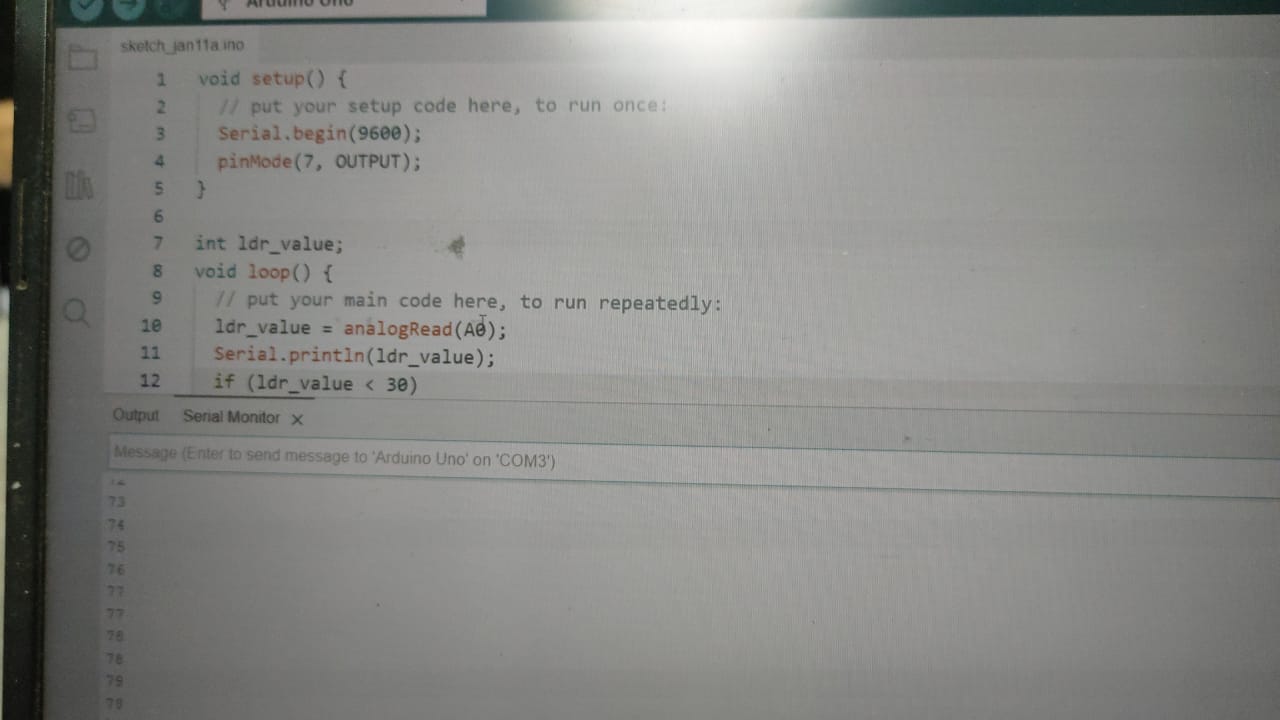 Arduino Uno
sketch_jan11a.ino
1 void setup() {
2 // put your setup code here, to run once:
3 Serial.begin(9600);
4 pinMode(7, OUTPUT);
5 }
6
7 int ldr_value;
8 void loop() {
9 // put your main code here, to run repeatedly:
10 ldr_value = analogRead(A0);
11 Serial.println(ldr_value);
12 if (ldr_value < 30)
Output Serial Monitor
Message (Enter to send message to 'Arduino Uno' on 'COM3')
73
74
75
76
77
77
78
78
79
79